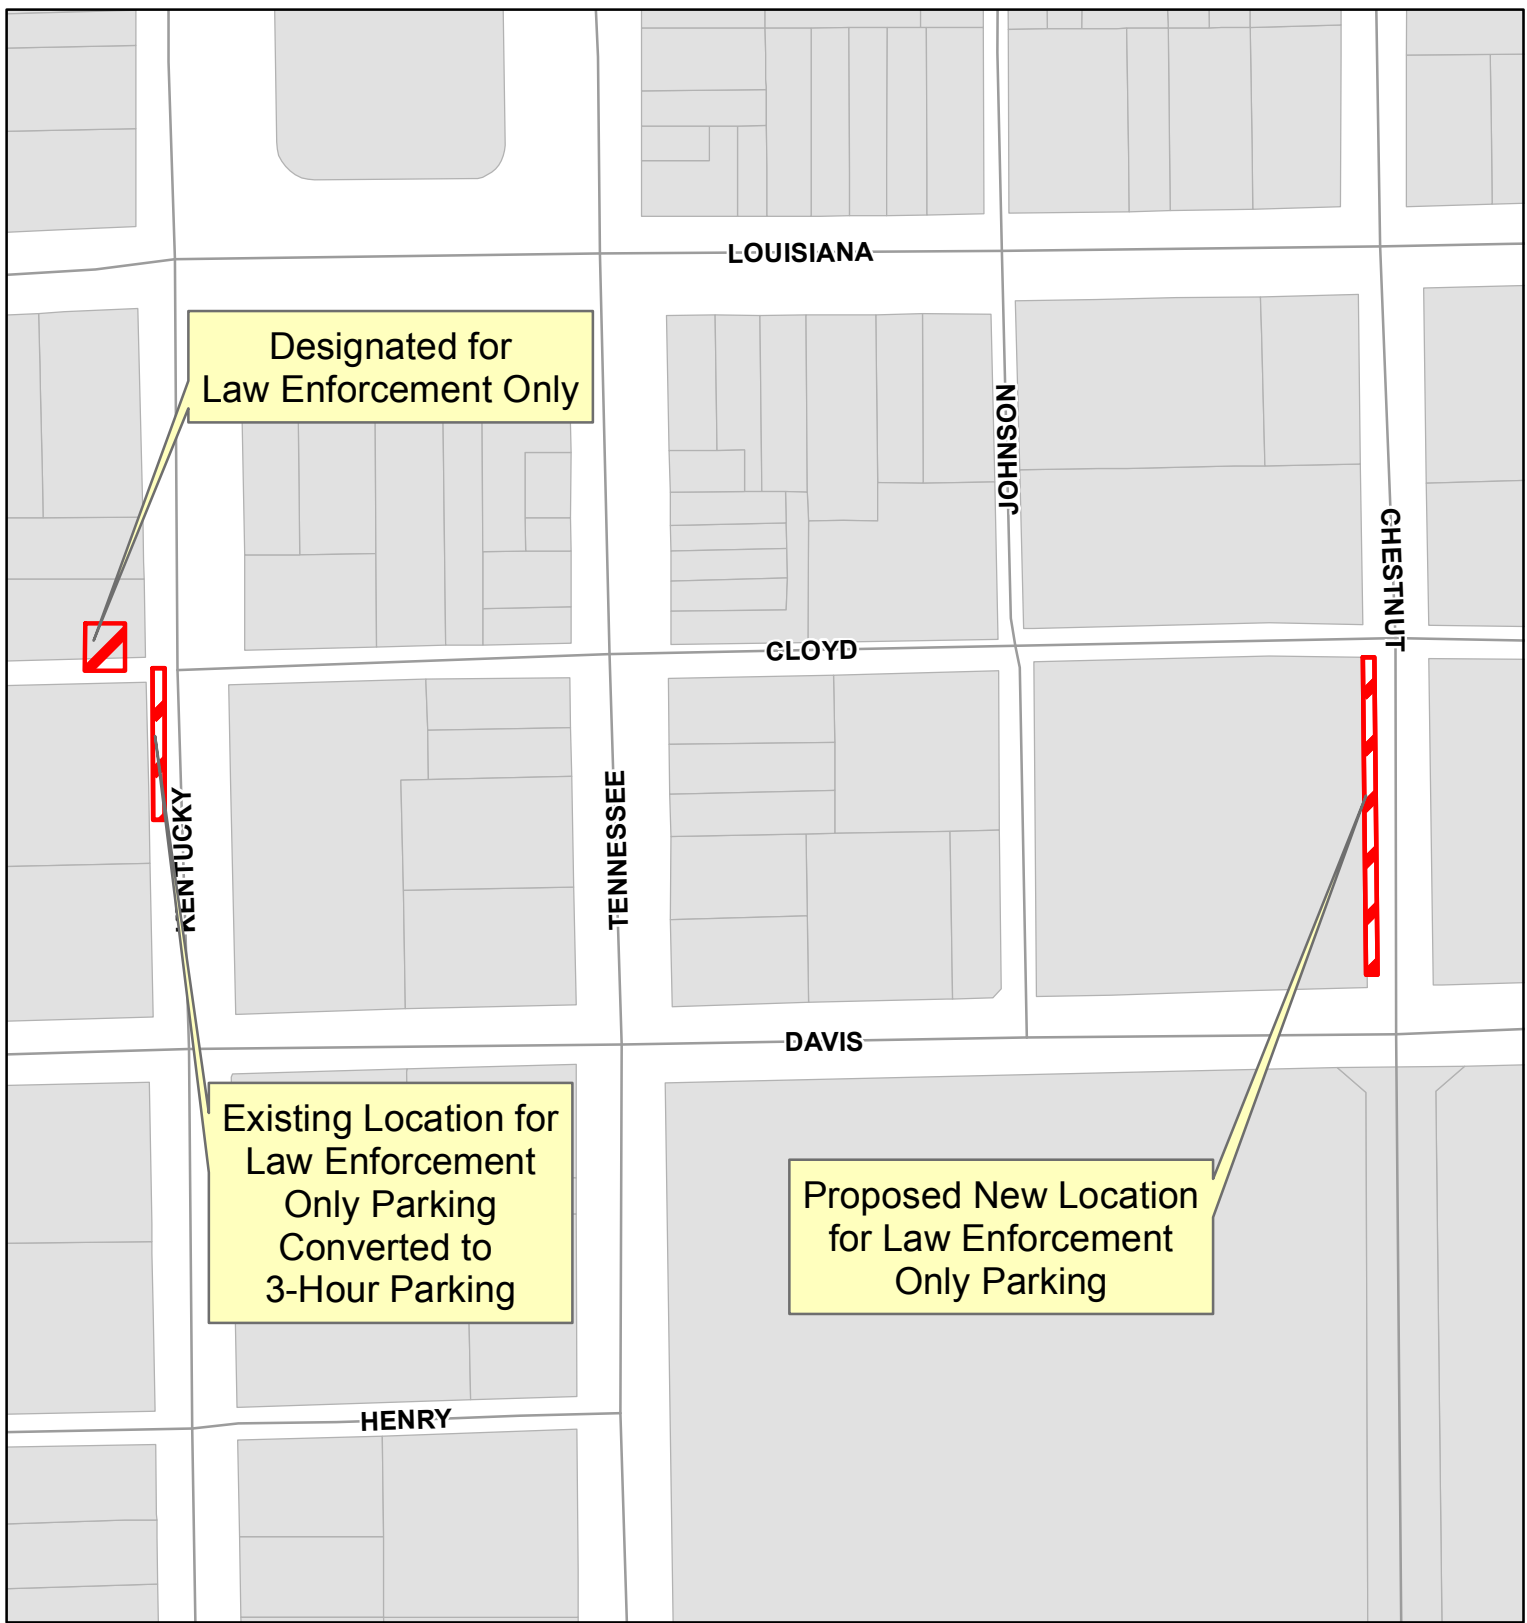 LOUISIANA
Designated for
Law Enforcement Only
JOHNSON
CHESTNUT
CLOYD
TENNESSEE
KENTUCKY
DAVIS
Existing Location for
Law Enforcement
Only Parking
Converted to
3-Hour Parking
Proposed New Location
for Law Enforcement
Only Parking
HENRY